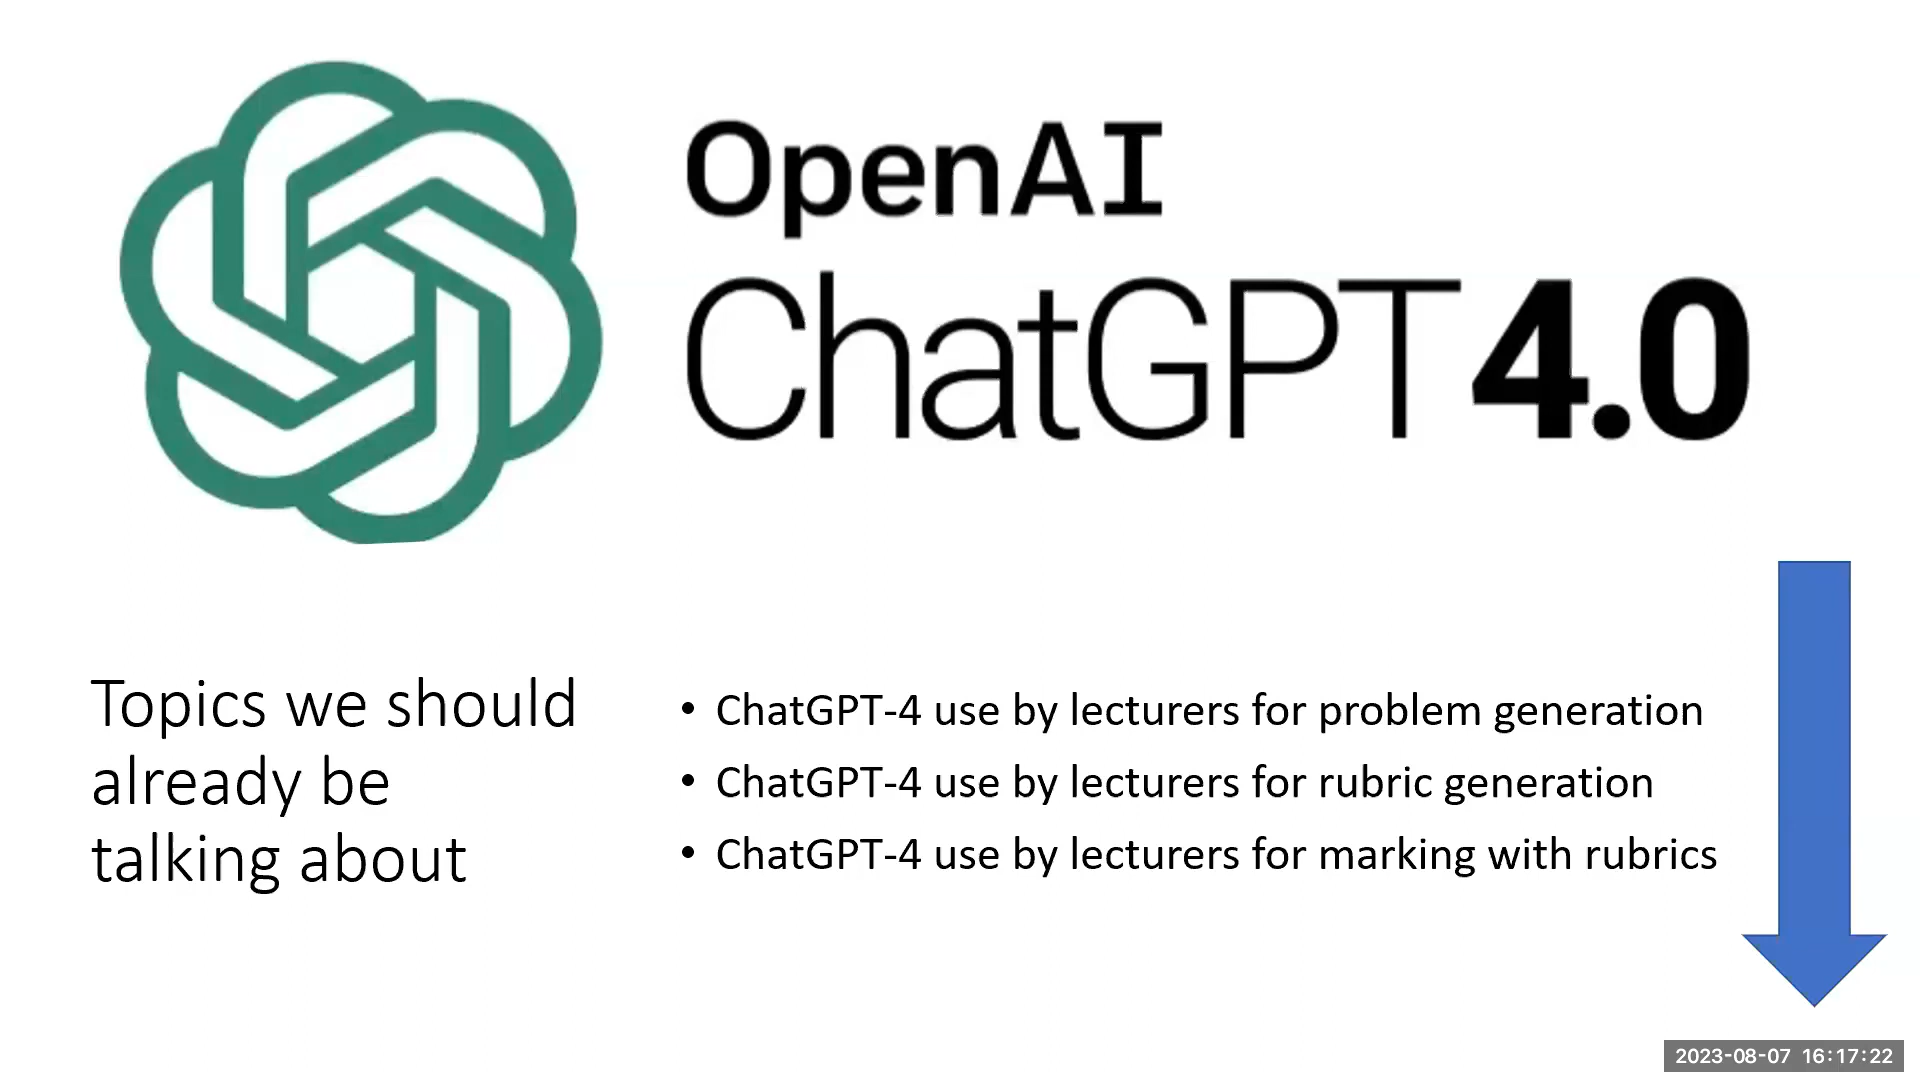 OpenAI
ChatGPT 4.0
Topics we should
already be
talking about
• ChatGPT-4 use by lecturers for problem generation
• ChatGPT-4 use by lecturers for rubric generation
• ChatGPT-4 use by lecturers for marking with rubrics
2023-08-07 16:17:22